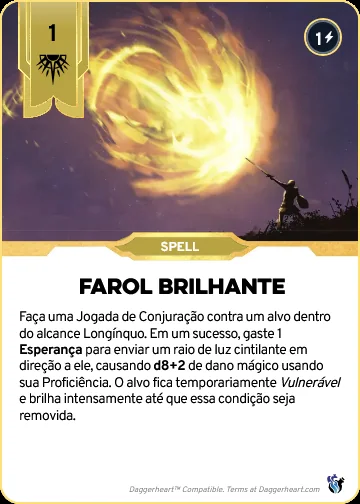 1
1
SPELL
FAROL BRILHANTE
Faça uma Jogada de Conjuração contra um alvo dentro
do alcance Longínquo. Em um sucesso, gaste 1
Esperança para enviar um raio de luz cintilante em
direção a ele, causando d8+2 de dano mágico usando
sua Proficiência. O alvo fica temporariamente Vulnerável
e brilha intensamente até que essa condição seja
removida.
Daggerheart™ Compatible. Terms at Daggerheart.com